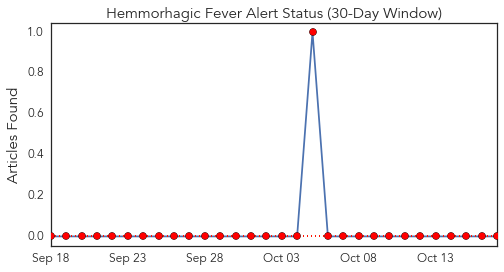 Hemmorhagic Fever Alert Status (30-Day Window)
Articles Found
1.0
0.8
0.6
0.4
0.2
0.0
Sep 18 Sep 23 Sep 28 Oct 03 Oct 08 Oct 13